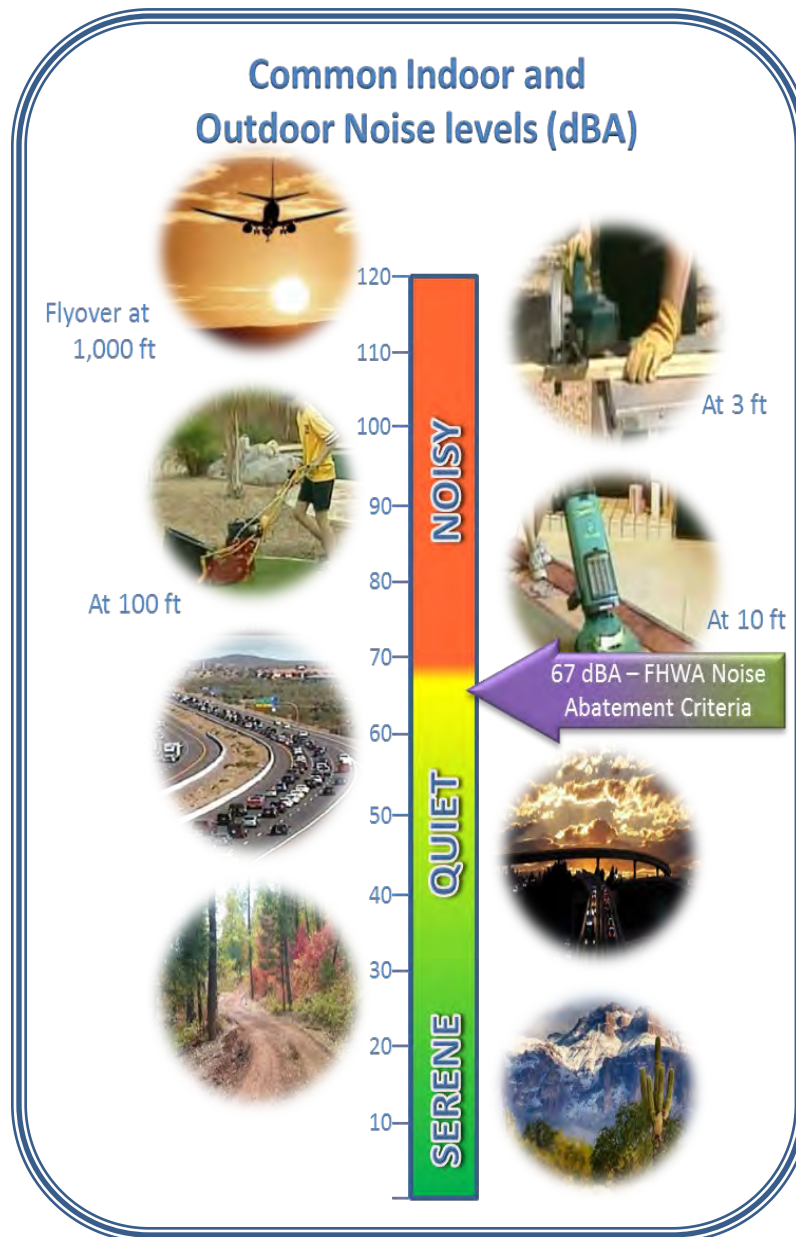 Common Indoor and
Outdoor Noise levels (dBA)
Flyover at
1,000 ft
120
110
100
90
80
70
60
50
40
30
20
10
NOISY
QUIET
SERENE
At 3 ft
At 100 ft
At 10 ft
67 dBA – FHWA Noise
Abatement Criteria